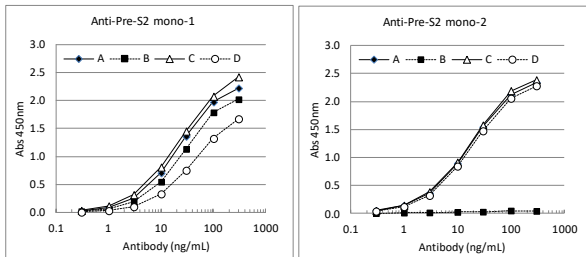 Anti-Pre-S2 mono-1
3.0
A B C D
2.5
2.0
1.5
1.0
0.5
0.0
Abs 450nm
0.1 1 10 100 1000
Antibody (ng/mL)
Anti-Pre-S2 mono-2
3.0
A B C D
2.5
2.0
1.5
1.0
0.5
0.0
Abs 450nm
0.1 1 10 100 1000
Antibody (ng/mL)